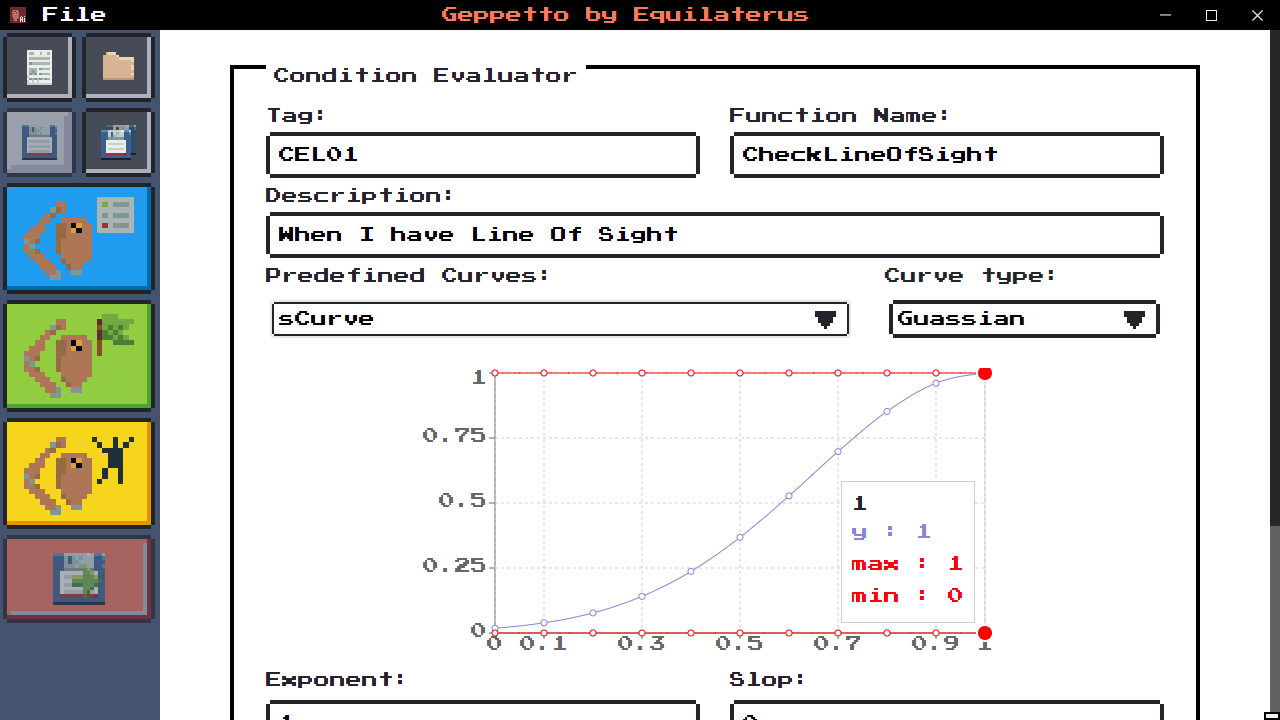 File
Geppetto by Equilaterus
Condition Evaluator
Tag: Function Name:
CEL01 CheckLineOfSight
Description:
When I have Line Of Sight
Predefined Curves: Curve type:
sCurve Guassian
1
0.75
0.5
0.25
0
0 0.1 0.3 0.5 0.7 0.9 1
1
y : 1
max : 1
min : 0
Exponent: Slop: